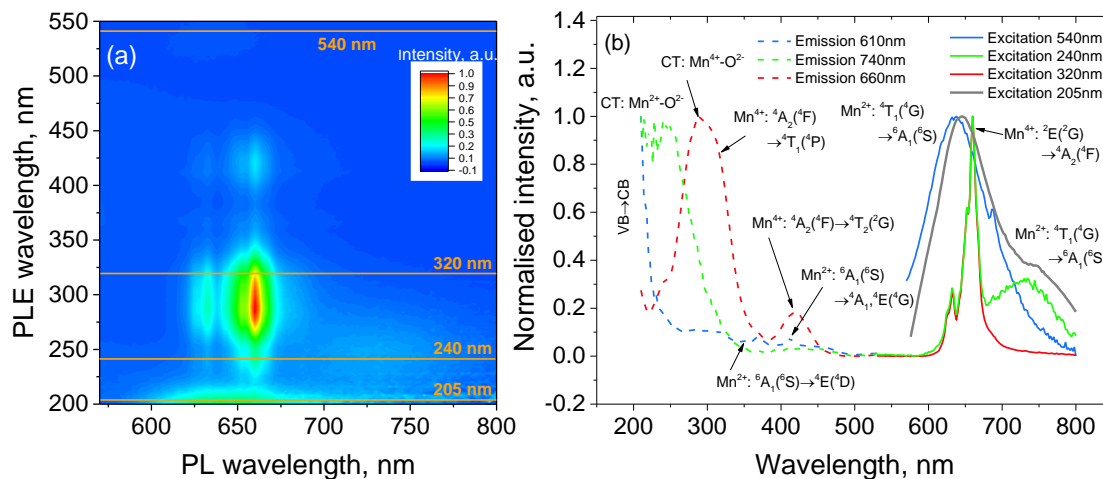 (a)
540 nm
Intensity, a.u.
1.0
0.9
0.8
0.7
0.6
0.5
0.4
0.3
0.1
-0.1
320 nm
240 nm
205 nm
550
500
450
400
350
300
250
200
600
650
700
750
800
PLE wavelength, nm
PL wavelength, nm
(b)
Emission 610nm
Emission 740nm
Emission 660nm
Excitation 540nm
Excitation 240nm
Excitation 320nm
Excitation 205nm
CT: Mn⁴⁺-O²⁻
CT: Mn²⁺-O²⁻
Mn⁴⁺: ⁴A₂(⁴F)
→⁴T₁(⁴P)
Mn²⁺: ⁴T₁(⁴G)
→⁶A₁(⁶S)
Mn⁴⁺: ²E(²G)
→⁴A₂(⁴F)
VB→CB
Mn⁴⁺: ⁴A₂(⁴F)→⁴T₂(²G)
Mn²⁺: ⁴T₁(⁴G)
→⁶A₁(⁶S)
Mn²⁺: ⁶A₁(⁶S)
→⁴A₁,⁴E(⁴G)
Mn²⁺: ⁶A₁(⁶S)→⁴E(⁴D)
1.4
1.2
1.0
0.8
0.6
0.4
0.2
0.0
-0.2
200
300
400
500
600
700
800
Normalised intensity, a.u.
Wavelength, nm